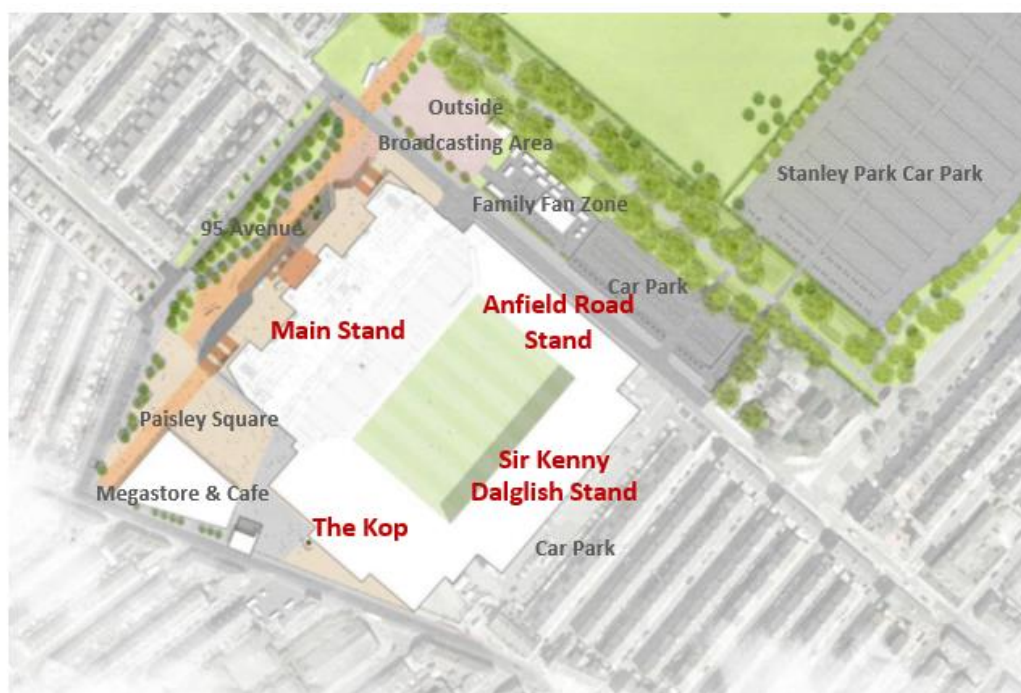 Outside
Broadcasting Area
Stanley Park Car Park
Family Fan Zone
95 Avenue
Car Park
Anfield Road
Stand
Main Stand
Paisley Square
Sir Kenny
Dalglish Stand
Megastore & Cafe
The Kop
Car Park